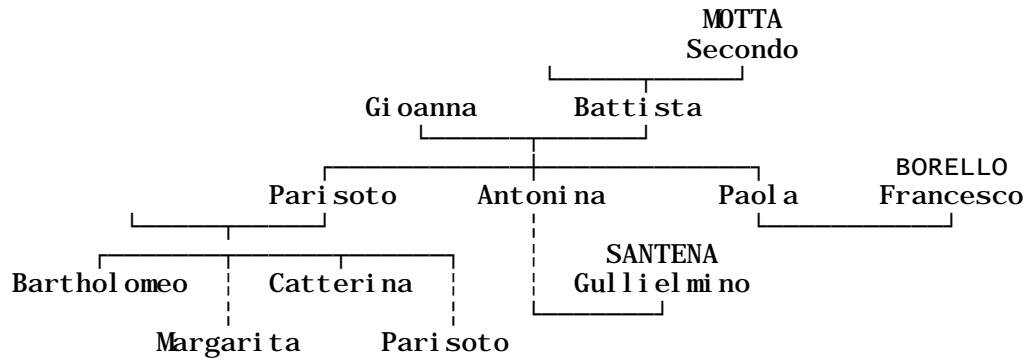 MOTTA
Secondo
Gioanna Battista
BORELLO
Parisoto Antonina Paola Francesco
SANTENA
Bartholomeo Catterina Gullielmino
Margarita Parisoto